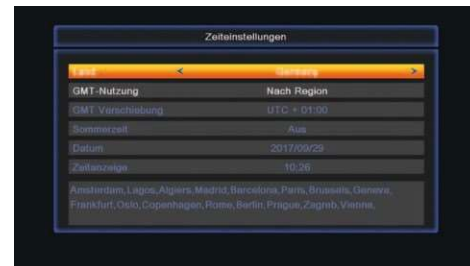 Zeiteinstellungen
Land < Germany >
GMT-Nutzung Nach Region
GMT Verschiebung UTC + 01:00
Sommerzeit Aus
Datum 2017/09/29
Zeitanzeige 10:26
Amsterdam,Lagos,Algiers,Madrid,Barcelona,Paris,Brussels,Geneva,
Frankfurt,Oslo,Copenhagen,Rome,Berlin,Prague,Zagreb,Vienna,